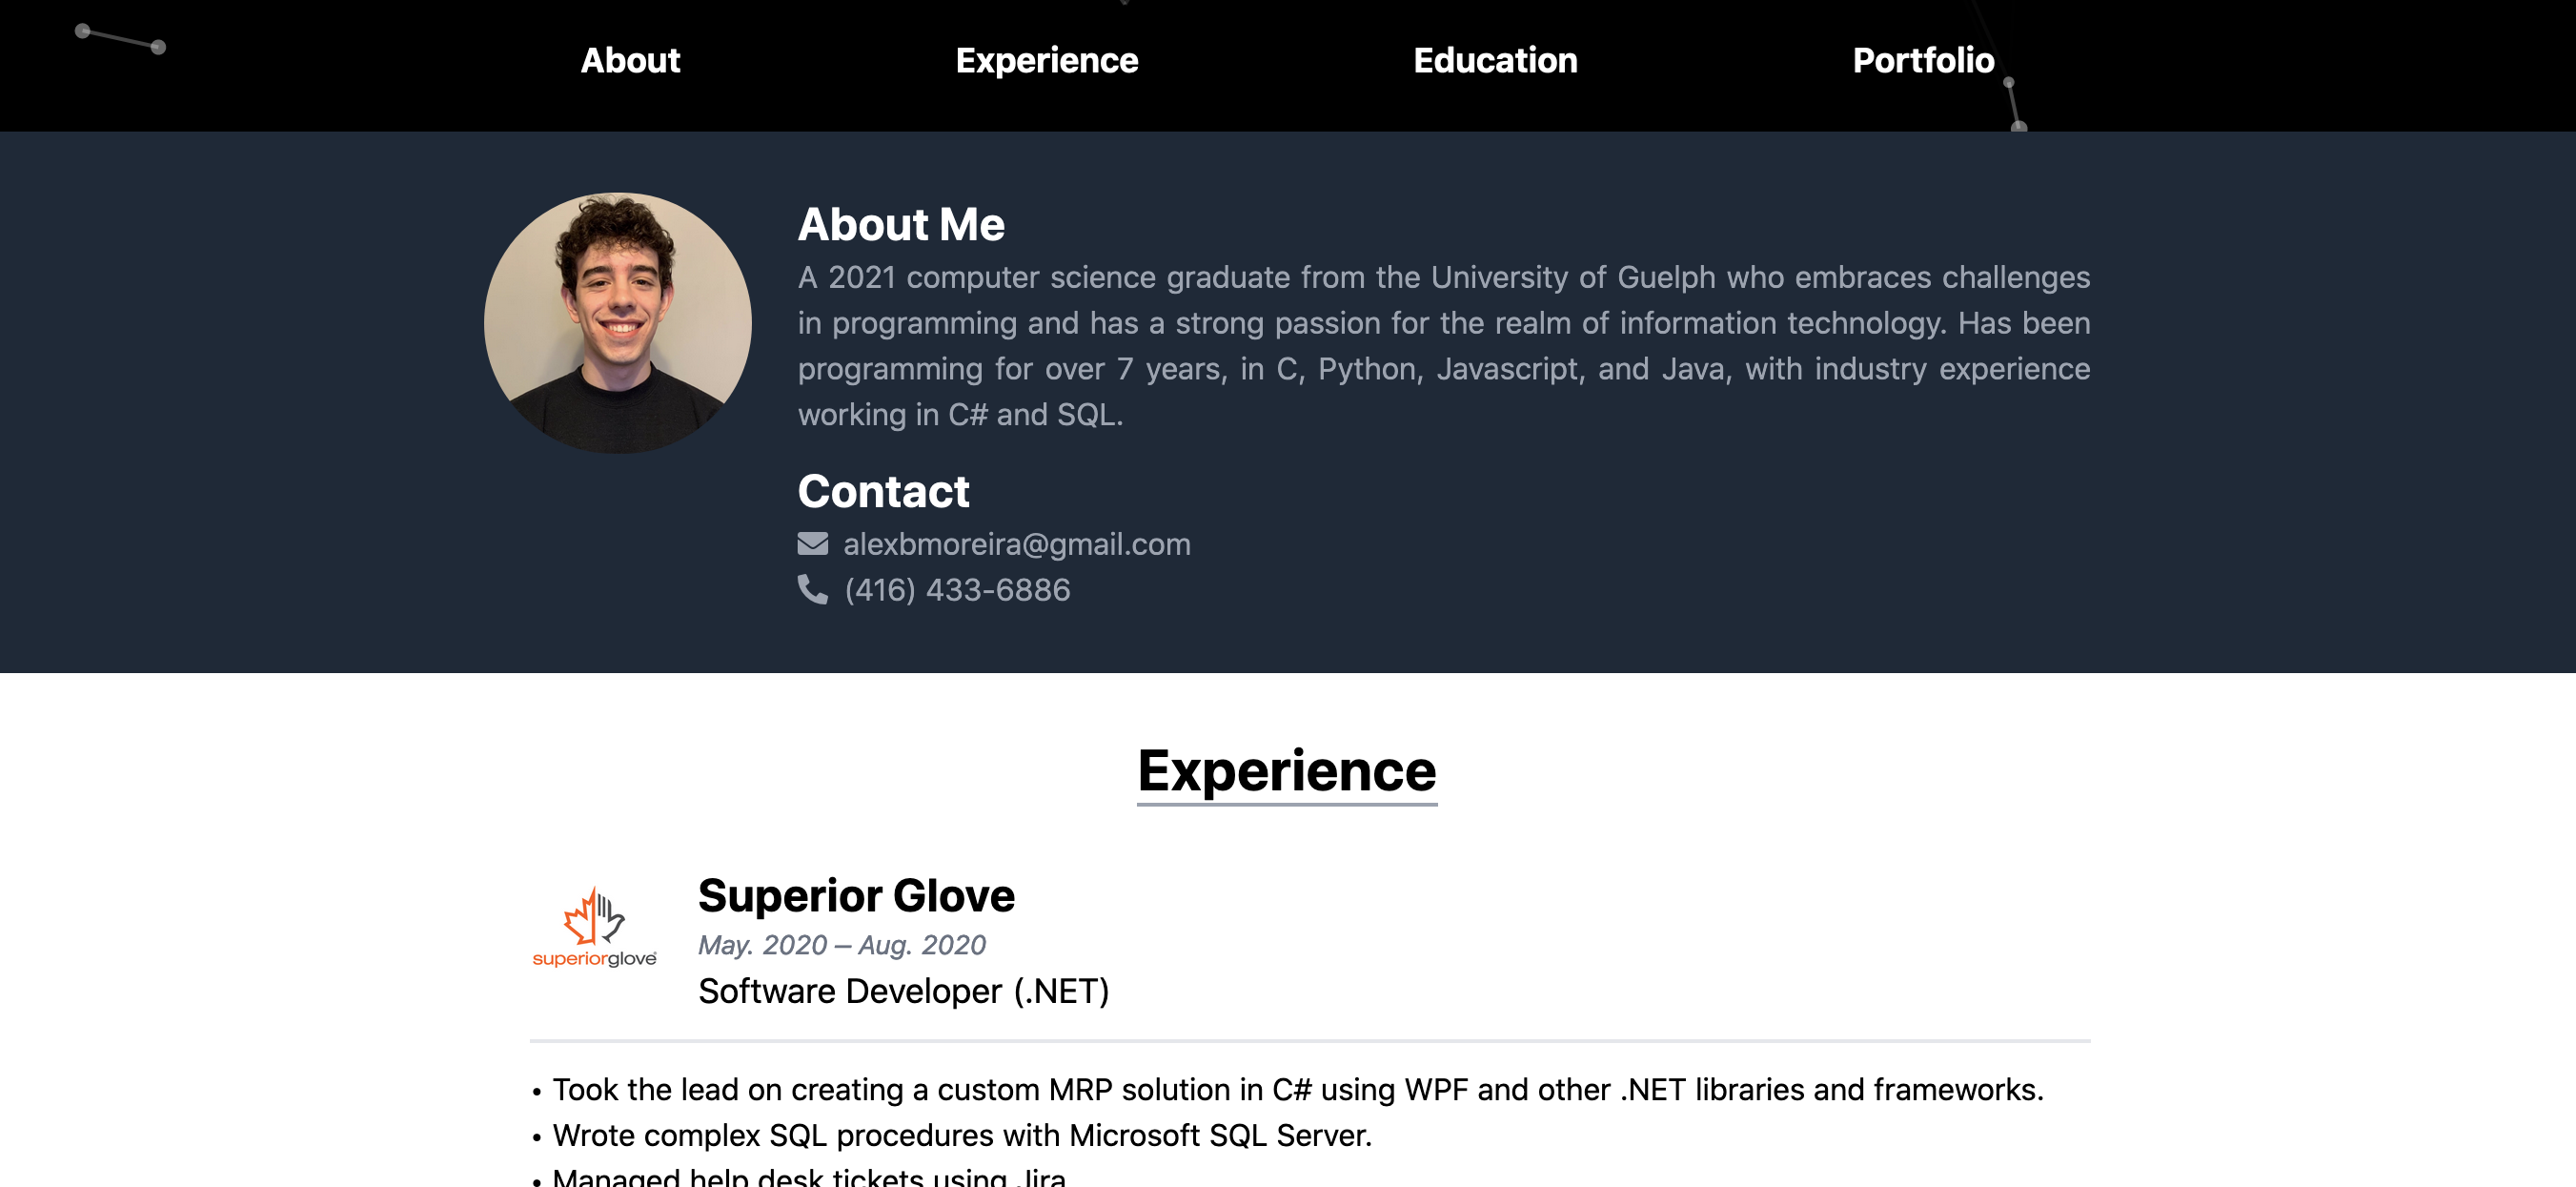 About Experience Education Portfolio
About Me
A 2021 computer science graduate from the University of Guelph who embraces challenges
in programming and has a strong passion for the realm of information technology. Has been
programming for over 7 years, in C, Python, Javascript, and Java, with industry experience
working in C# and SQL.
Contact
alexbmoreira@gmail.com
(416) 433-6886
Experience
superiorglove
Superior Glove
May. 2020 – Aug. 2020
Software Developer (.NET)
• Took the lead on creating a custom MRP solution in C# using WPF and other .NET libraries and frameworks.
• Wrote complex SQL procedures with Microsoft SQL Server.
• Managed help desk tickets using Jira